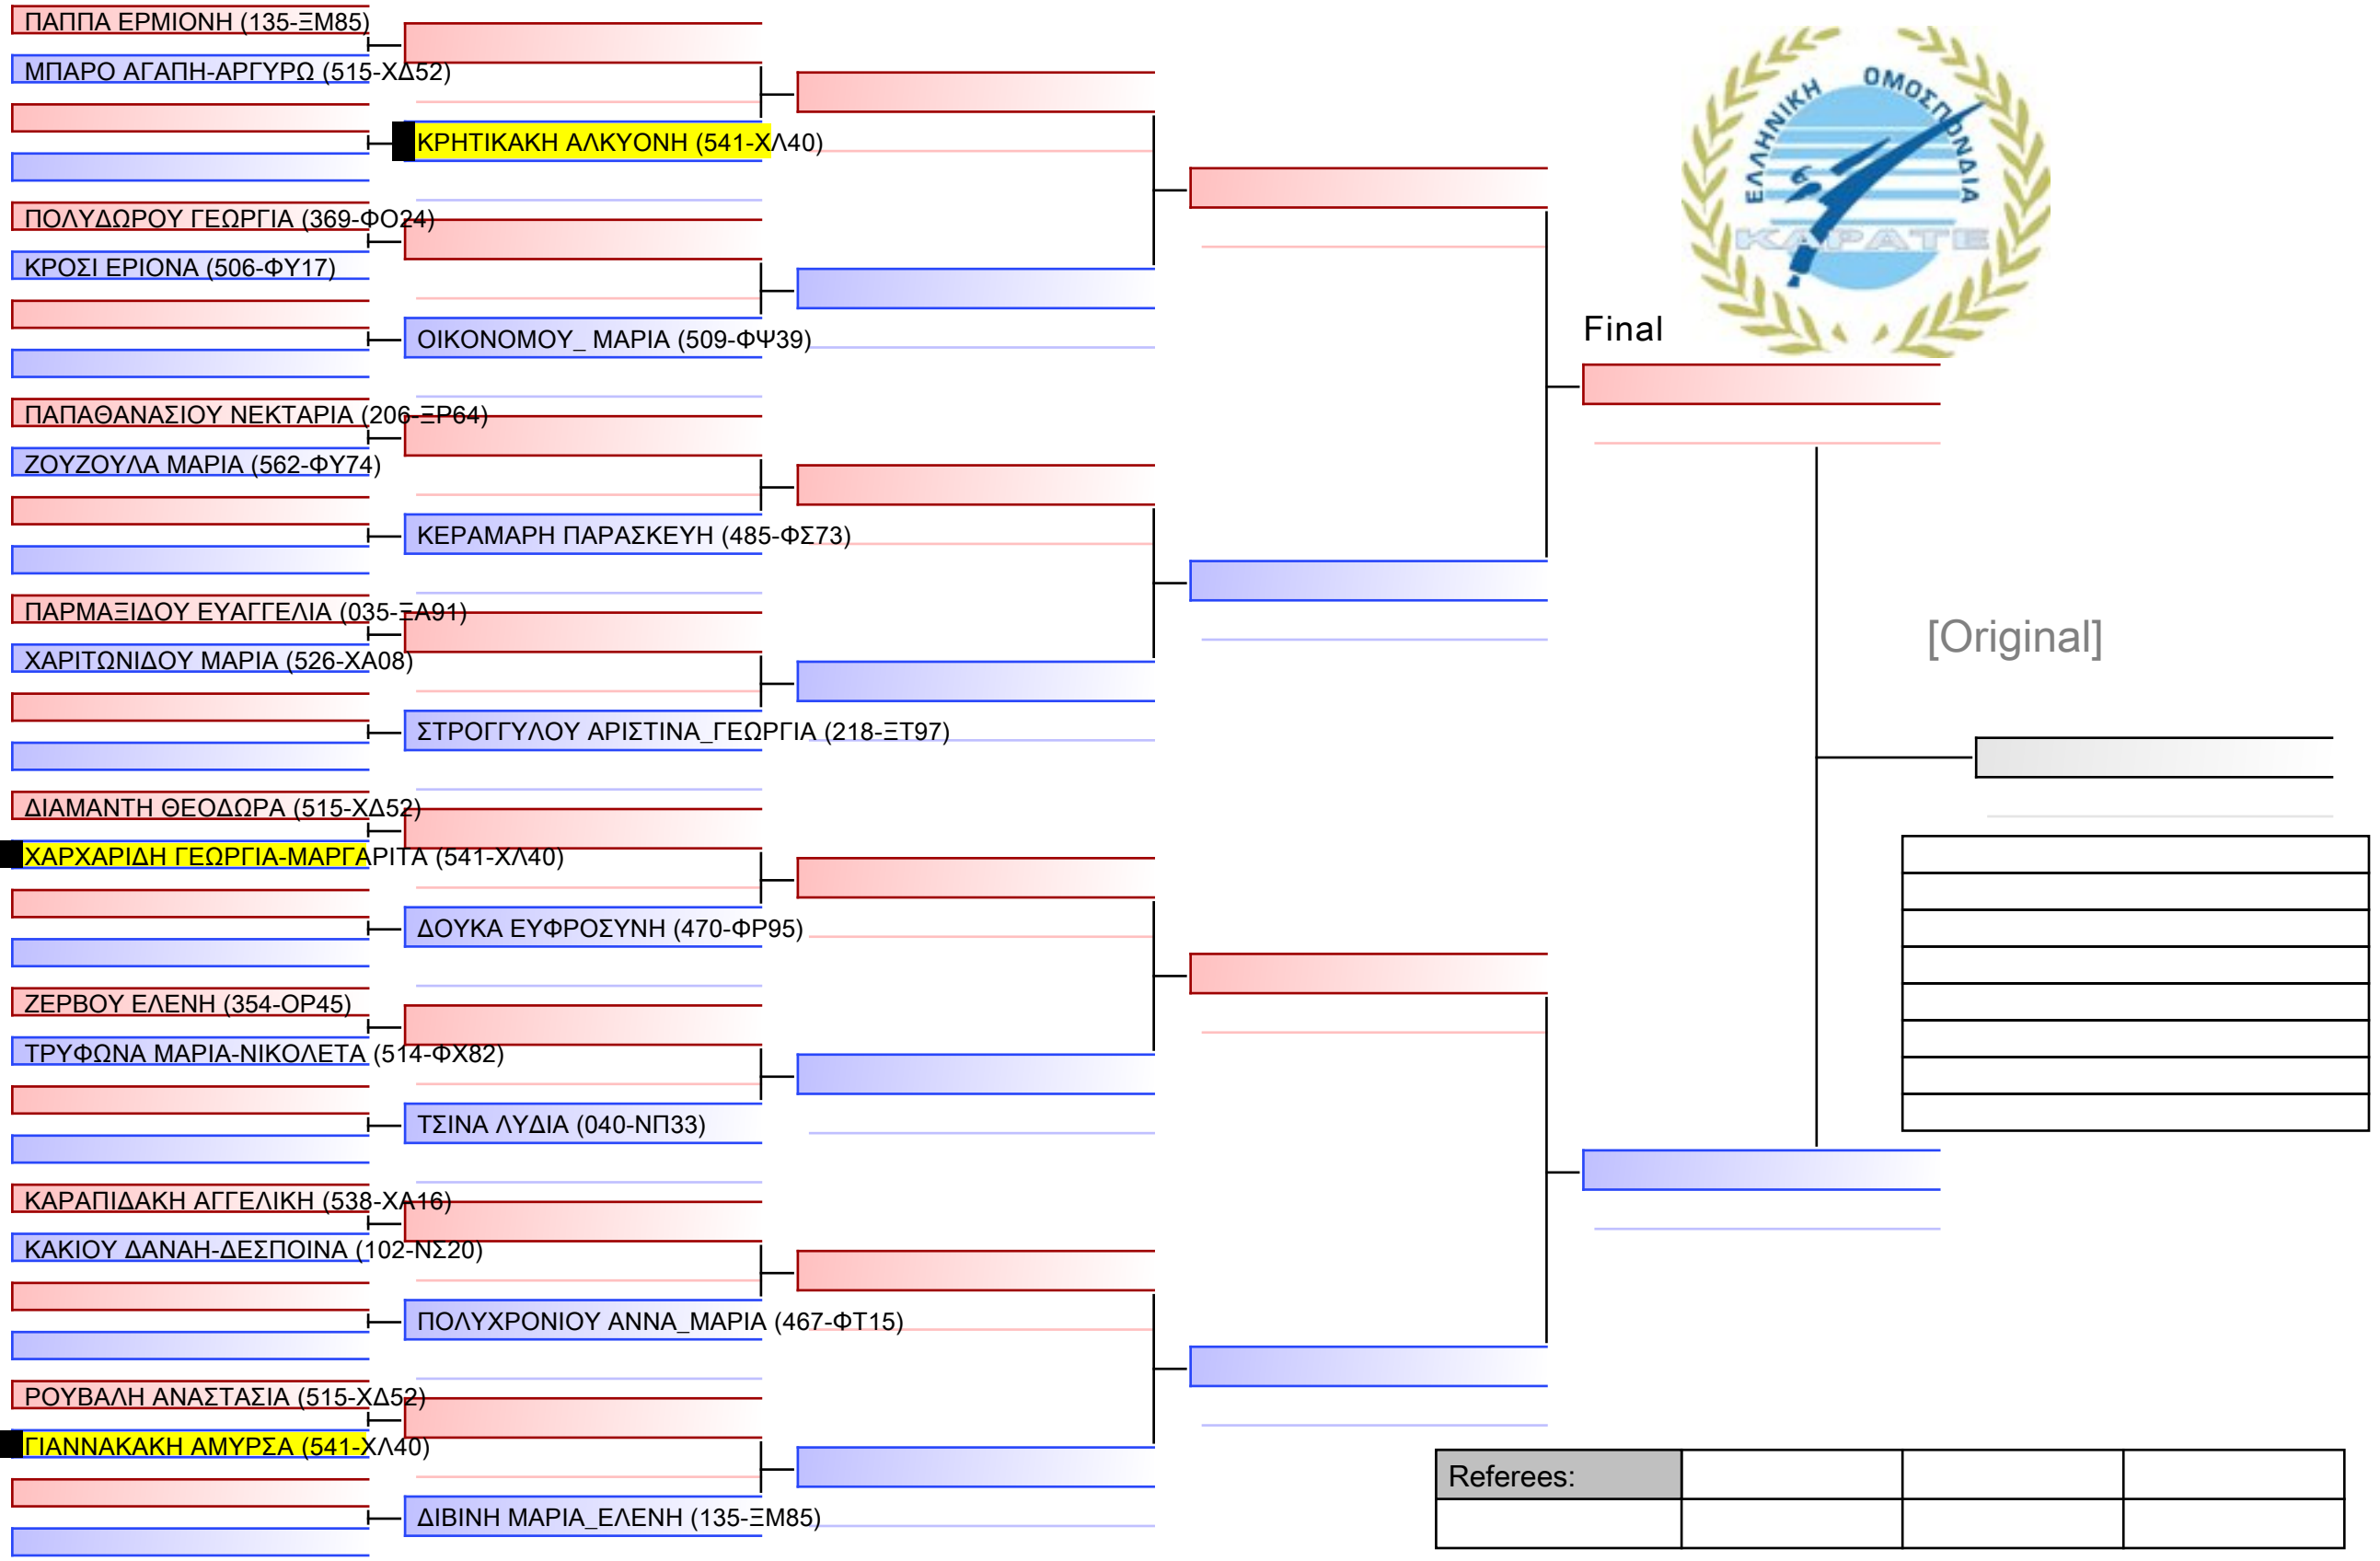 ΠΑΠΠΑ ΕΡΜΙΟΝΗ (135-ΞΜ85)
ΜΠΑΡΟ ΑΓΑΠΗ-ΑΡΓΥΡΩ (515-ΧΔ52)
ΚΡΗΤΙΚΑΚΗ ΑΛΚΥΟΝΗ (541-ΧΛ40)
ΠΟΛΥΔΩΡΟΥ ΓΕΩΡΓΙΑ (369-ΦΟ24)
ΚΡΟΣΙ ΕΡΙΟΝΑ (506-ΦΥ17)
ΟΙΚΟΝΟΜΟΥ_ ΜΑΡΙΑ (509-ΦΨ39)
ΠΑΠΑΘΑΝΑΣΙΟΥ ΝΕΚΤΑΡΙΑ (206-ΞΡ64)
ΖΟΥΖΟΥΛΑ ΜΑΡΙΑ (562-ΦΥ74)
ΚΕΡΑΜΑΡΗ ΠΑΡΑΣΚΕΥΗ (485-ΦΣ73)
ΠΑΡΜΑΞΙΔΟΥ ΕΥΑΓΓΕΛΙΑ (035-ΞΑ91)
ΧΑΡΙΤΩΝΙΔΟΥ ΜΑΡΙΑ (526-ΧΑ08)
ΣΤΡΟΓΓΥΛΟΥ ΑΡΙΣΤΙΝΑ_ΓΕΩΡΓΙΑ (218-ΞΤ97)
ΔΙΑΜΑΝΤΗ ΘΕΟΔΩΡΑ (515-ΧΔ52)
ΧΑΡΧΑΡΙΔΗ ΓΕΩΡΓΙΑ-ΜΑΡΓΑΡΙΤΑ (541-ΧΛ40)
ΔΟΥΚΑ ΕΥΦΡΟΣΥΝΗ (470-ΦΡ95)
ΖΕΡΒΟΥ ΕΛΕΝΗ (354-ΟΡ45)
ΤΡΥΦΩΝΑ ΜΑΡΙΑ-ΝΙΚΟΛΕΤΑ (514-ΦΧ82)
ΤΣΙΝΑ ΛΥΔΙΑ (040-ΝΠ33)
ΚΑΡΑΠΙΔΑΚΗ ΑΓΓΕΛΙΚΗ (538-ΧΑ16)
ΚΑΚΙΟΥ ΔΑΝΑΗ-ΔΕΣΠΟΙΝΑ (102-ΝΣ20)
ΠΟΛΥΧΡΟΝΙΟΥ ΑΝΝΑ_ΜΑΡΙΑ (467-ΦΤ15)
ΡΟΥΒΑΛΗ ΑΝΑΣΤΑΣΙΑ (515-ΧΔ52)
ΓΙΑΝΝΑΚΑΚΗ ΑΜΥΡΣΑ (541-ΧΛ40)
ΔΙΒΙΝΗ ΜΑΡΙΑ_ΕΛΕΝΗ (135-ΞΜ85)
ΕΛΛΗΝΙΚΗ ΟΜΟΣΠΟΝΔΙΑ
ΚΑΡΑΤΕ
Final
[Original]
Referees: